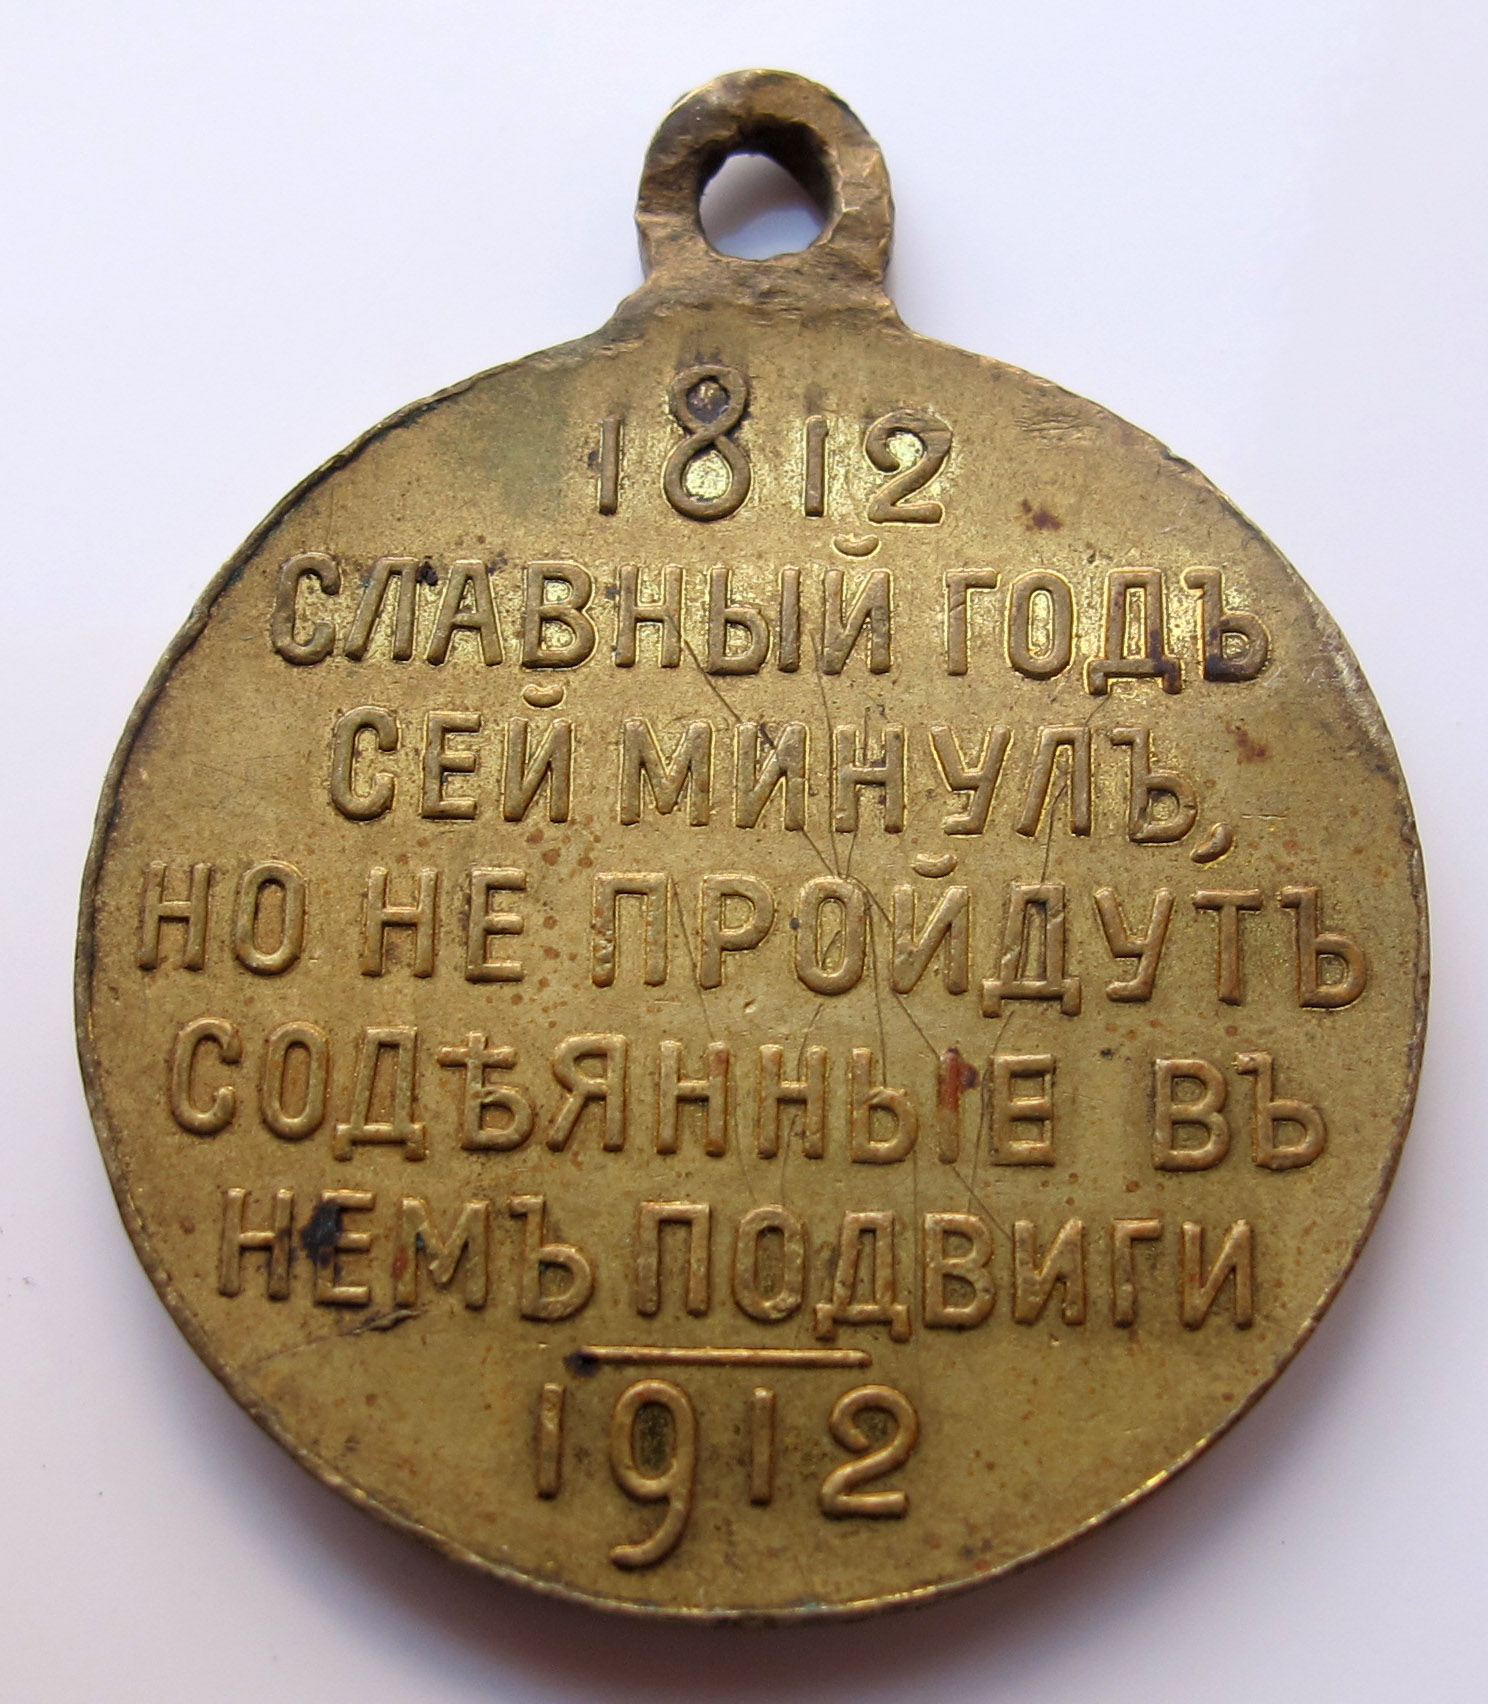 1812
СЛАВНЫЙ ГОДЪ
СЕЙ МИНУЛЪ,
НО НЕ ПРОЙДУТЪ
СОДѢЯННЫЕ ВЪ
НЕМЪ ПОДВИГИ
1912